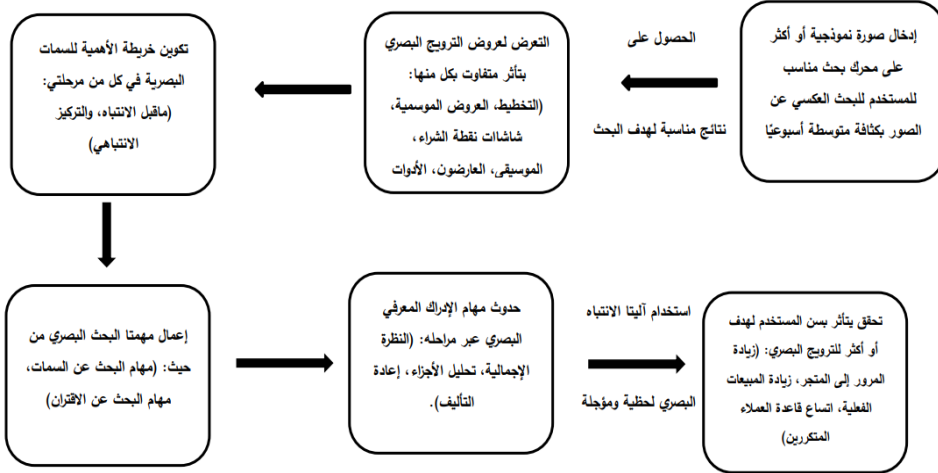 إدخال صورة نموذجية أو أكثر
على محرك بحث مناسب
للمستخدم للبحث العكسي عن
الصور بكثافة متوسطة أسبوعيًا
الحصول على
نتائج مناسبة لهدف البحث
التعرض لعروض الترويج البصري
بتأثر متفاوت بكل منها:
(التخطيط، العروض الموسمية،
شاشات نقطة الشراء،
الموسيقى، العارضون، الأدوات
تكوين خريطة الأهمية للسمات
البصرية في كل من مرحلتي:
(ماقبل الانتباه، والتركيز
الانتباهي)
إعمال مهمتا البحث البصري من
حيث: (مهام البحث عن السمات،
مهام البحث عن الاقتران)
حدوث مهام الإدراك المعرفي
البصري عبر مراحله: (النظرة
الإجمالية، تحليل الأجزاء، إعادة
التأليف).
استخدام آليتا الانتباه
البصري لحظية ومؤجلة
تحقق يتأثر بسن المستخدم لهدف
أو أكثر للترويج البصري: (زيادة
المرور إلى المتجر، زيادة المبيعات
الفعلية، اتساع قاعدة العملاء
المتكررين)